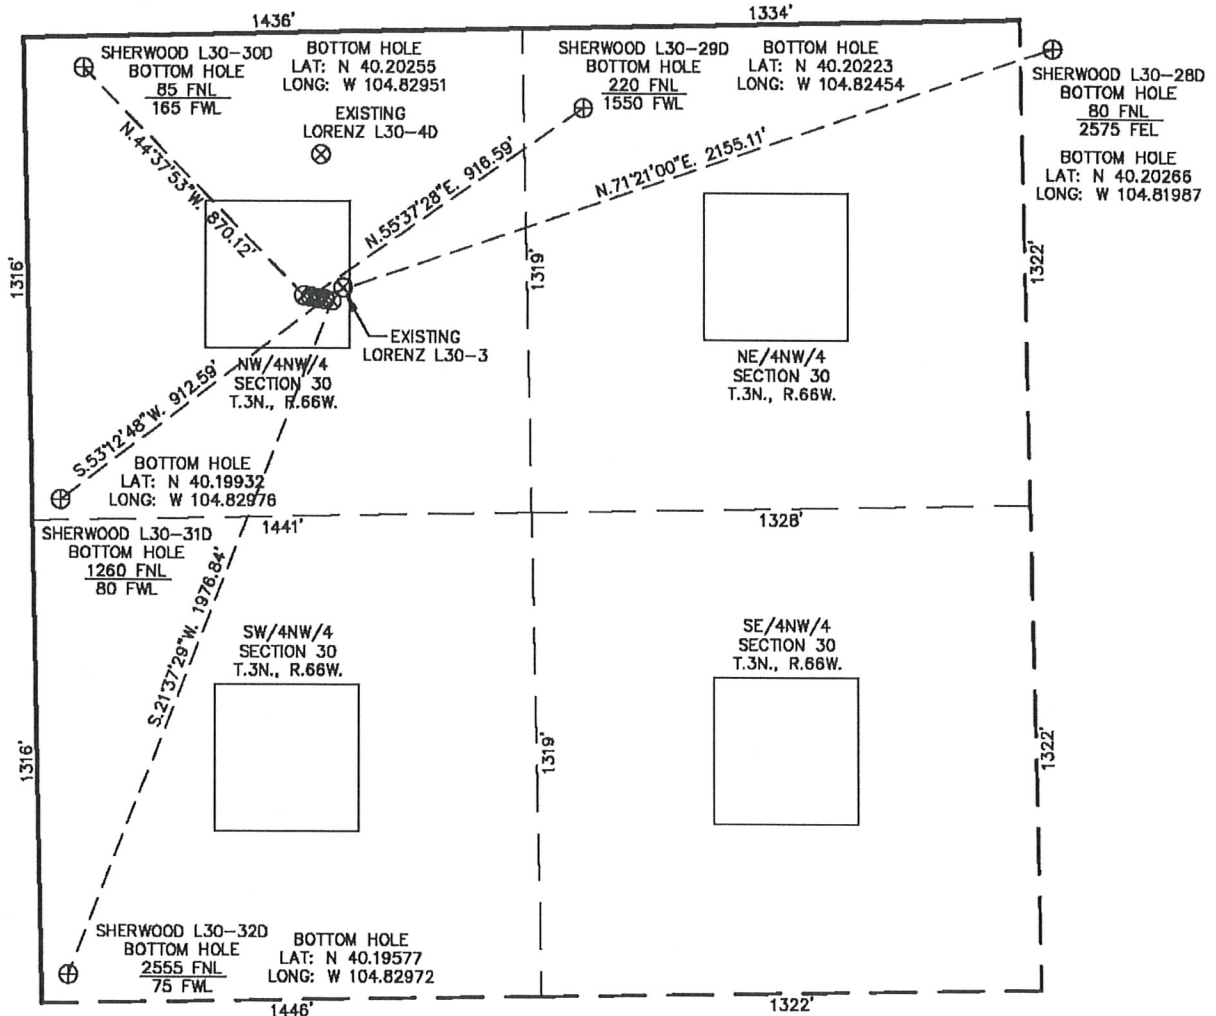 1436'
1334'
SHERWOOD L30-30D
BOTTOM HOLE
85 FNL
165 FWL
BOTTOM HOLE
LAT: N 40.20255
LONG: W 104.82951
EXISTING
LORENZ L30-4D
SHERWOOD L30-29D
BOTTOM HOLE
220 FNL
1550 FWL
BOTTOM HOLE
LAT: N 40.20223
LONG: W 104.82454
SHERWOOD L30-28D
BOTTOM HOLE
80 FNL
2575 FEL
BOTTOM HOLE
LAT: N 40.20266
LONG: W 104.81987
N.44°37'53"W. 870.12'
N.55°37'28"E. 916.59'
N.71°21'00"E. 2155.11'
1316'
1319'
1322'
EXISTING
LORENZ L30-3
NW/4NW/4
SECTION 30
T.3N., R.66W.
NE/4NW/4
SECTION 30
T.3N., R.66W.
S.53°12'48"W. 912.59'
BOTTOM HOLE
LAT: N 40.19932
LONG: W 104.82976
1441'
1328'
SHERWOOD L30-31D
BOTTOM HOLE
1260 FNL
80 FWL
S.21°37'29"W. 1976.84'
SW/4NW/4
SECTION 30
T.3N., R.66W.
SE/4NW/4
SECTION 30
T.3N., R.66W.
1316'
1319'
1322'
SHERWOOD L30-32D
BOTTOM HOLE
2555 FNL
75 FWL
BOTTOM HOLE
LAT: N 40.19577
LONG: W 104.82972
1446'
1322'